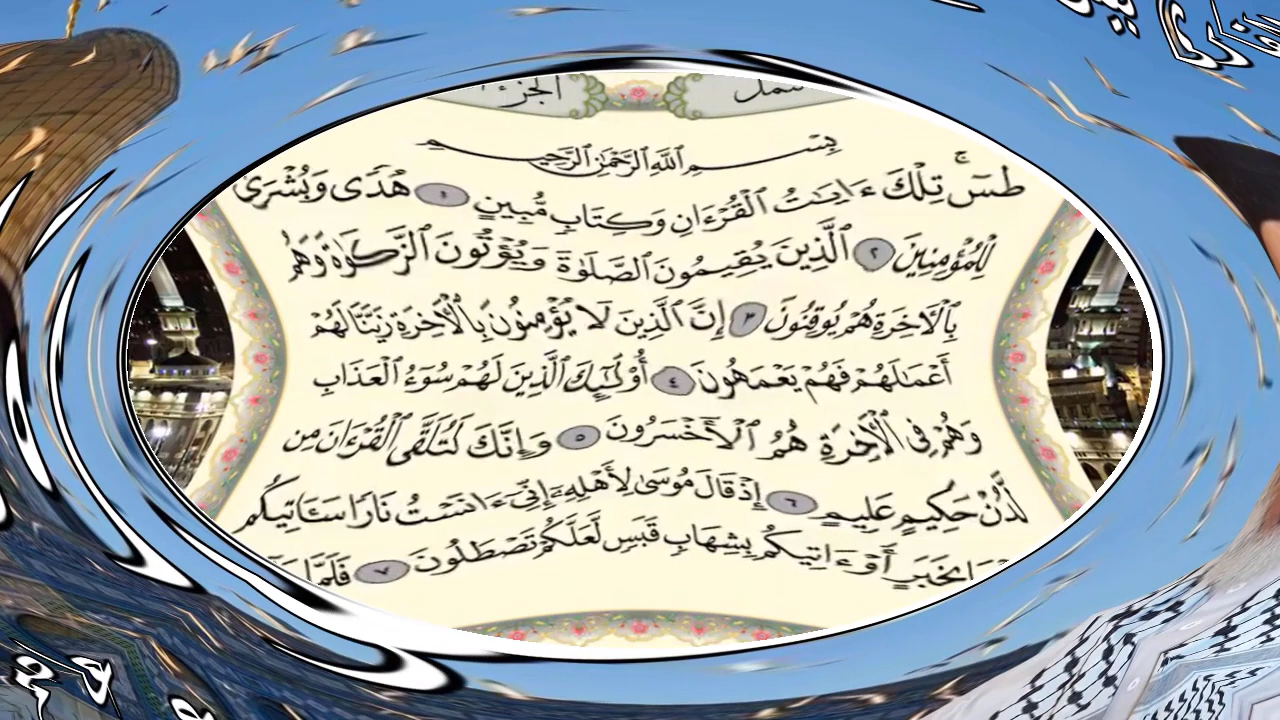 الجزء
نمل
بِسْمِ ٱللَّهِ ٱلرَّحْمَٰنِ ٱلرَّحِيمِ
طسٓ ۚ تِلْكَ ءَايَٰتُ ٱلْقُرْءَانِ وَكِتَابٍ مُّبِينٍ ١ هُدًى وَبُشْرَىٰ
لِلْمُؤْمِنِينَ ٢ ٱلَّذِينَ يُقِيمُونَ ٱلصَّلَوٰةَ وَيُؤْتُونَ ٱلزَّكَوٰةَ وَهُم
بِٱلْأَخِرَةِ هُمْ يُوقِنُونَ ٣ إِنَّ ٱلَّذِينَ لَا يُؤْمِنُونَ بِٱلْأَخِرَةِ زَيَّنَّا لَهُمْ
أَعْمَٰلَهُمْ فَهُمْ يَعْمَهُونَ ٤ أُوْلَٰٓئِكَ ٱلَّذِينَ لَهُمْ سُوٓءُ ٱلْعَذَابِ
وَهُمْ فِى ٱلْأَخِرَةِ هُمُ ٱلْأَخْسَرُونَ ٥ وَإِنَّكَ لَتُلَقَّى ٱلْقُرْءَانَ مِن
لَّدُنْ حَكِيمٍ عَلِيمٍ ٦ إِذْ قَالَ مُوسَىٰ لِأَهْلِهِۦٓ إِنِّىٓ ءَانَسْتُ نَارًا سَـَٔاتِيكُم
بِخَبَرٍ أَوْ ءَاتِيكُم بِشِهَابٍ قَبَسٍ لَّعَلَّكُمْ تَصْطَلُونَ ٧ فَلَمَّا